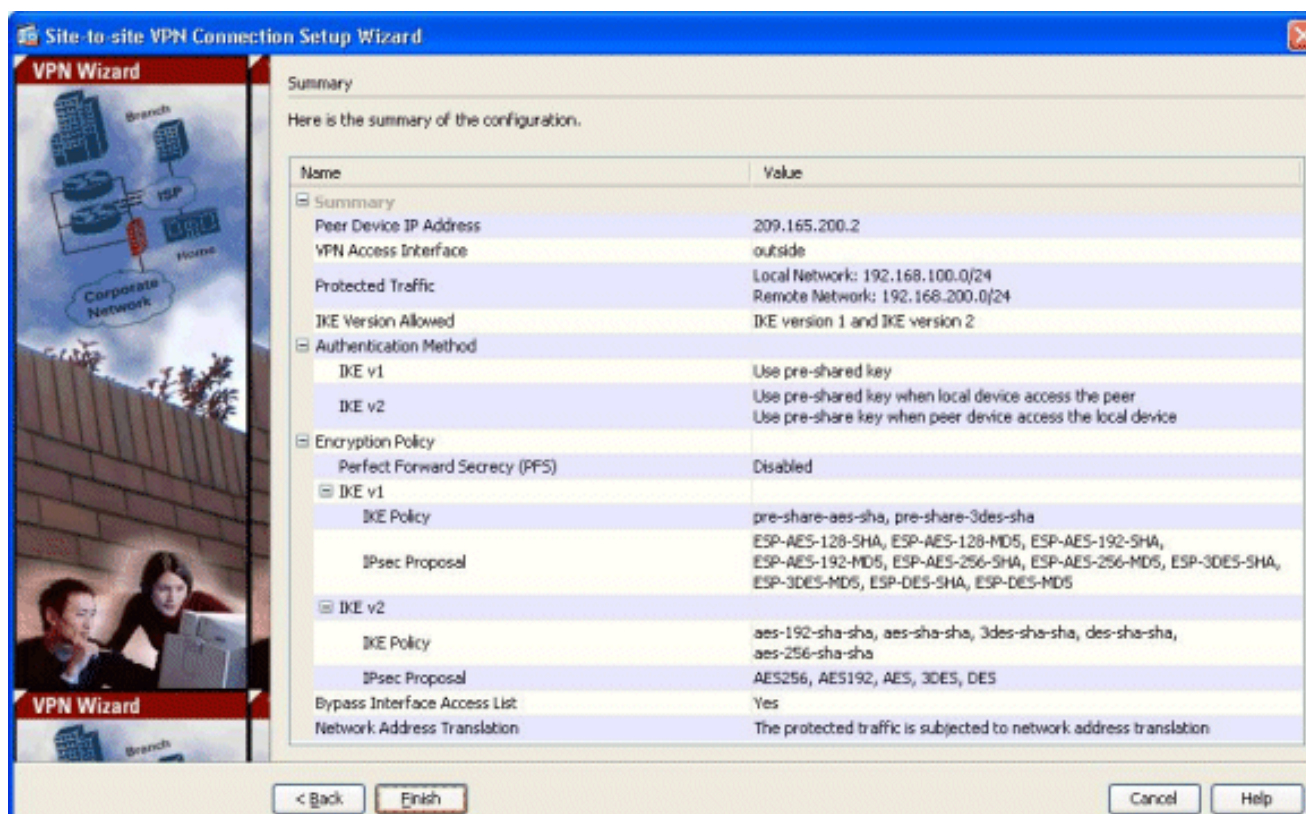 Site-to-site VPN Connection Setup Wizard
VPN Wizard
Branch
ISP
Home
Corporate
Network
VPN Wizard
Branch
Summary
Here is the summary of the configuration.
Name Value
Summary
Peer Device IP Address 209.165.200.2
VPN Access Interface outside
Protected Traffic Local Network: 192.168.100.0/24
Remote Network: 192.168.200.0/24
IKE Version Allowed IKE version 1 and IKE version 2
Authentication Method
IKE v1 Use pre-shared key
IKE v2 Use pre-shared key when local device access the peer
Use pre-share key when peer device access the local device
Encryption Policy
Perfect Forward Secrecy (PFS) Disabled
IKE v1
IKE Policy pre-share-aes-sha, pre-share-3des-sha
IPsec Proposal ESP-AES-128-SHA, ESP-AES-128-MD5, ESP-AES-192-SHA,
ESP-AES-192-MD5, ESP-AES-256-SHA, ESP-AES-256-MD5, ESP-3DES-SHA,
ESP-3DES-MD5, ESP-DES-SHA, ESP-DES-MD5
IKE v2
IKE Policy aes-192-sha-sha, aes-sha-sha, 3des-sha-sha, des-sha-sha,
aes-256-sha-sha
IPsec Proposal AES256, AES192, AES, 3DES, DES
Bypass Interface Access List Yes
Network Address Translation The protected traffic is subjected to network address translation
< Back Finish Cancel Help